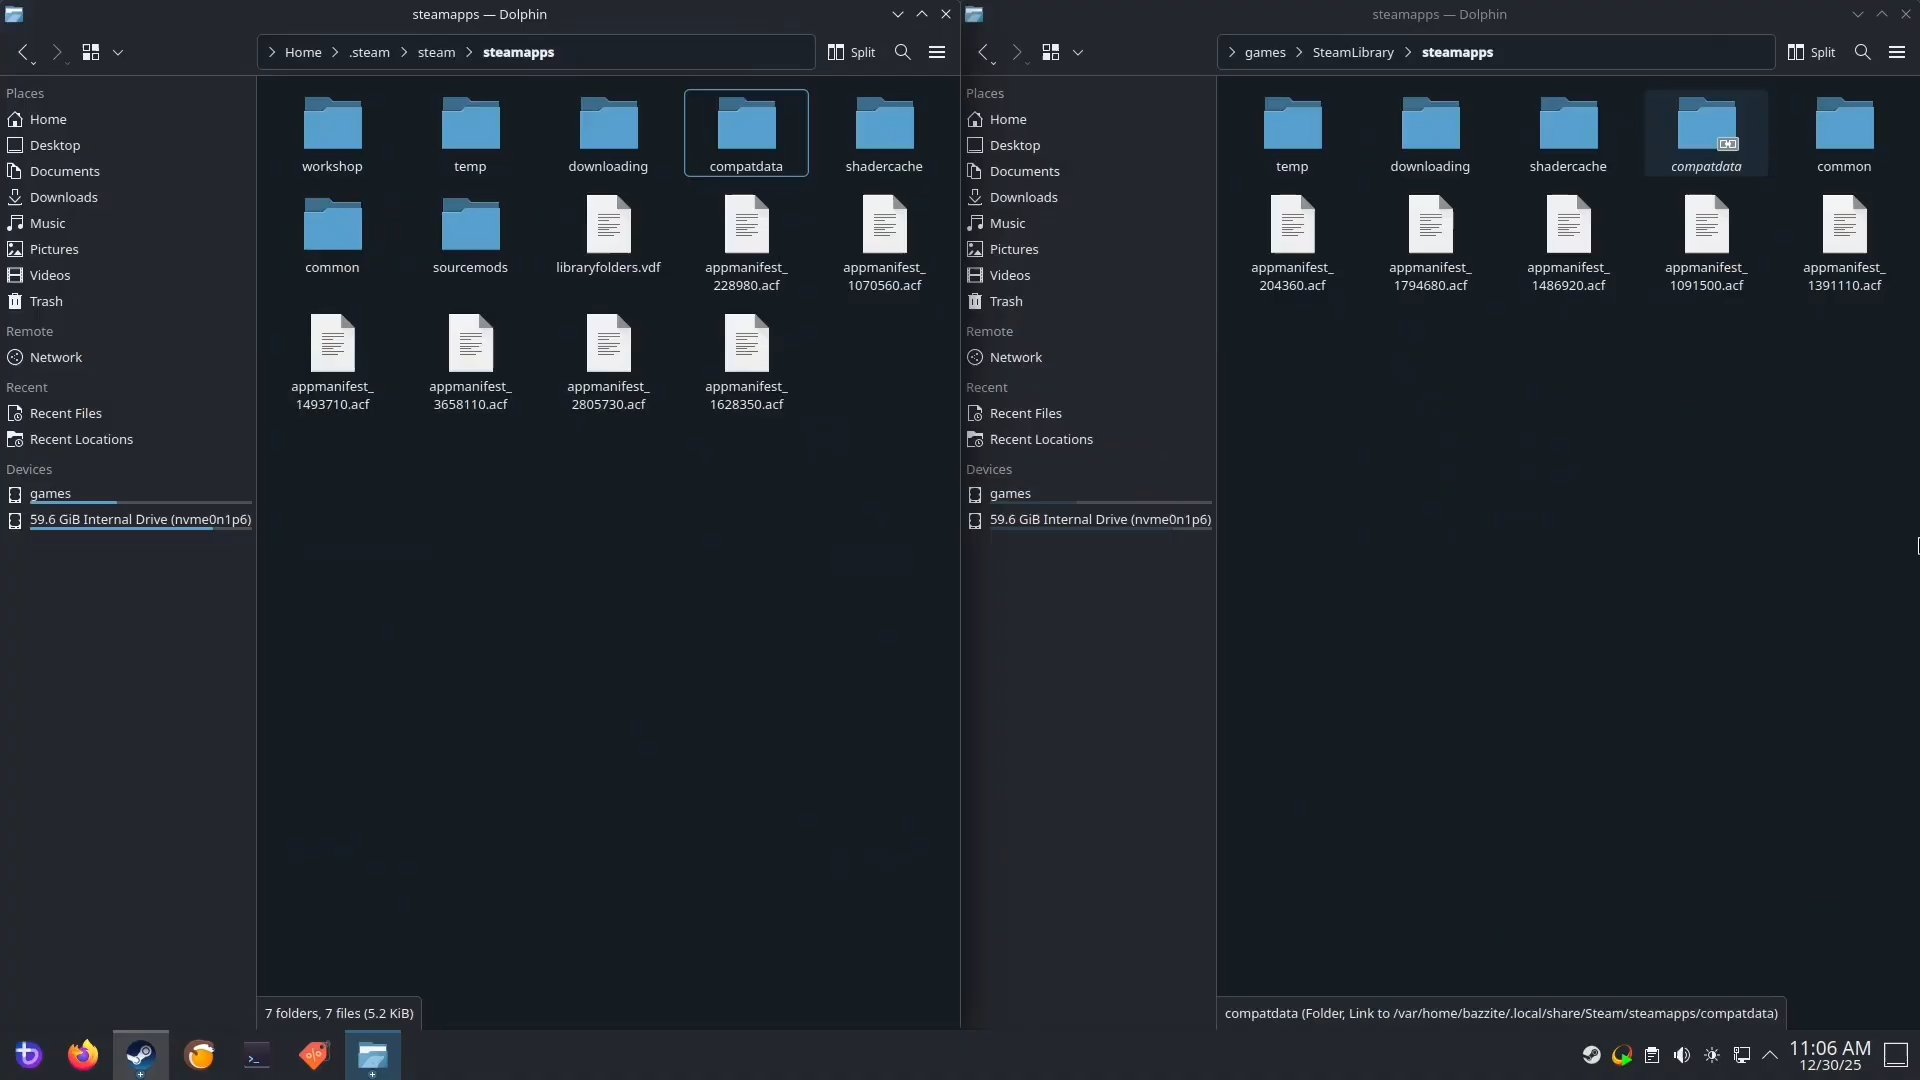 steamapps — Dolphin
Split
Home
.steam
steam
steamapps
Places
Home
Desktop
Documents
Downloads
Music
Pictures
Videos
Trash
Remote
Network
Recent
Recent Files
Recent Locations
Devices
games
59.6 GiB Internal Drive (nvme0n1p6)
workshop
temp
downloading
compatdata
shadercache
common
sourcemods
libraryfolders.vdf
appmanifest_
228980.acf
appmanifest_
1070560.acf
appmanifest_
1493710.acf
appmanifest_
3658110.acf
appmanifest_
2805730.acf
appmanifest_
1628350.acf
7 folders, 7 files (5.2 KiB)
steamapps — Dolphin
games
SteamLibrary
steamapps
Split
Places
Home
Desktop
Documents
Downloads
Music
Pictures
Videos
Trash
Remote
Network
Recent
Recent Files
Recent Locations
Devices
games
59.6 GiB Internal Drive (nvme0n1p6)
temp
downloading
shadercache
compatdata
common
appmanifest_
204360.acf
appmanifest_
1794680.acf
appmanifest_
1486920.acf
appmanifest_
1091500.acf
appmanifest_
1391110.acf
compatdata (Folder, Link to /var/home/bazzite/.local/share/Steam/steamapps/compatdata)
11:06 AM
12/30/25